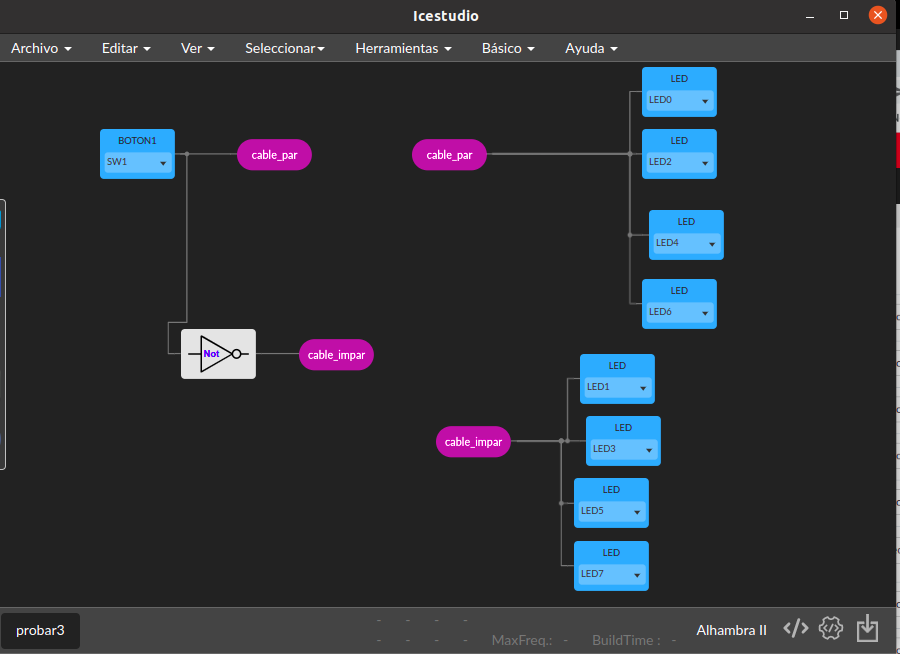 Icestudio
Archivo Editar Ver Seleccionar Herramientas Básico Ayuda
LED
LED0
BOTON1
SW1
cable_par
cable_par
LED
LED2
LED
LED4
LED
LED6
Not
cable_impar
LED
LED1
LED
LED3
cable_impar
LED
LED5
LED
LED7
probar3
- - - -
- - - -
MaxFreq.: - BuildTime : -
Alhambra II